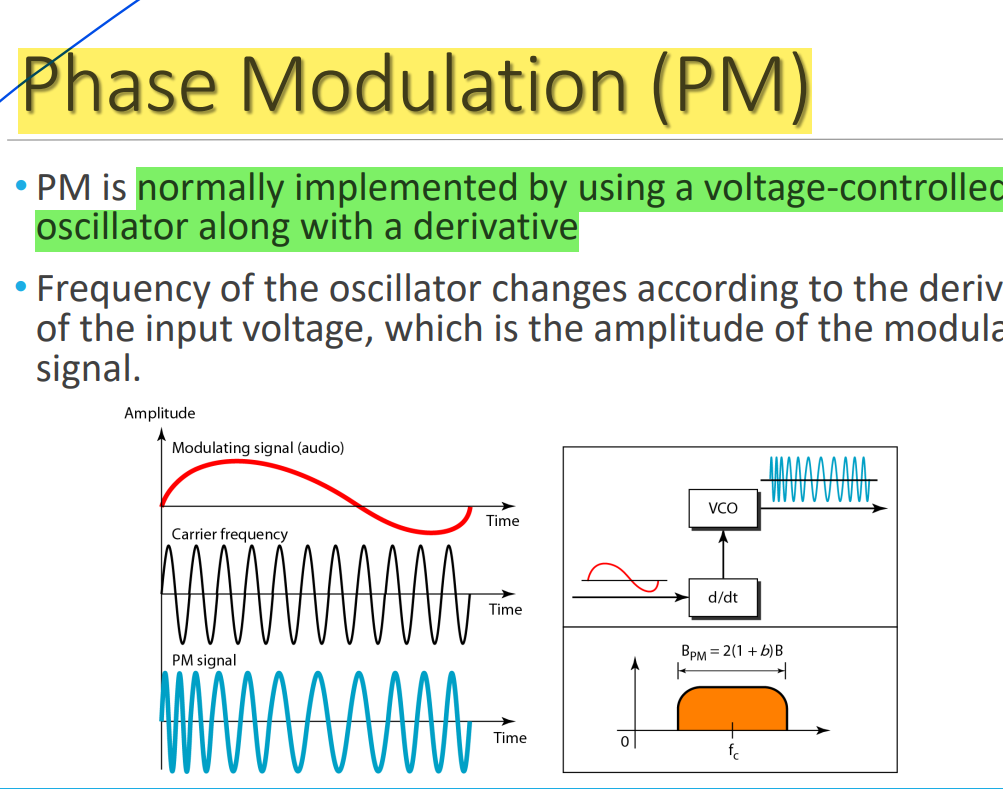 Phase Modulation (PM)
• PM is normally implemented by using a voltage-controlled
oscillator along with a derivative
• Frequency of the oscillator changes according to the deriv
of the input voltage, which is the amplitude of the modula
signal.
Amplitude
Modulating signal (audio)
Time
Carrier frequency
Time
PM signal
Time
VCO
d/dt
BPM = 2(1 + b)B
0
fc